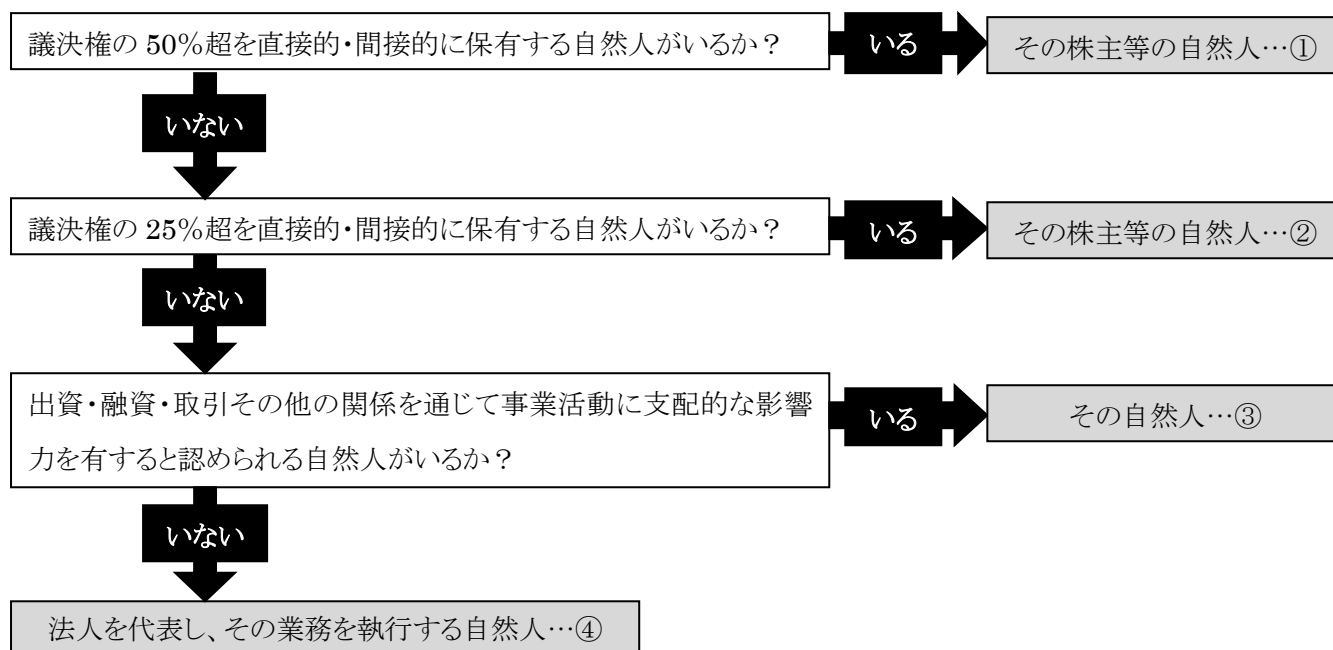 議決権の 50％超を直接的・間接的に保有する自然人がいるか？
いる
その株主等の自然人…①
いない
議決権の 25％超を直接的・間接的に保有する自然人がいるか？
いる
その株主等の自然人…②
いない
出資・融資・取引その他の関係を通じて事業活動に支配的な影響
力を有すると認められる自然人がいるか？
いる
その自然人…③
いない
法人を代表し、その業務を執行する自然人…④